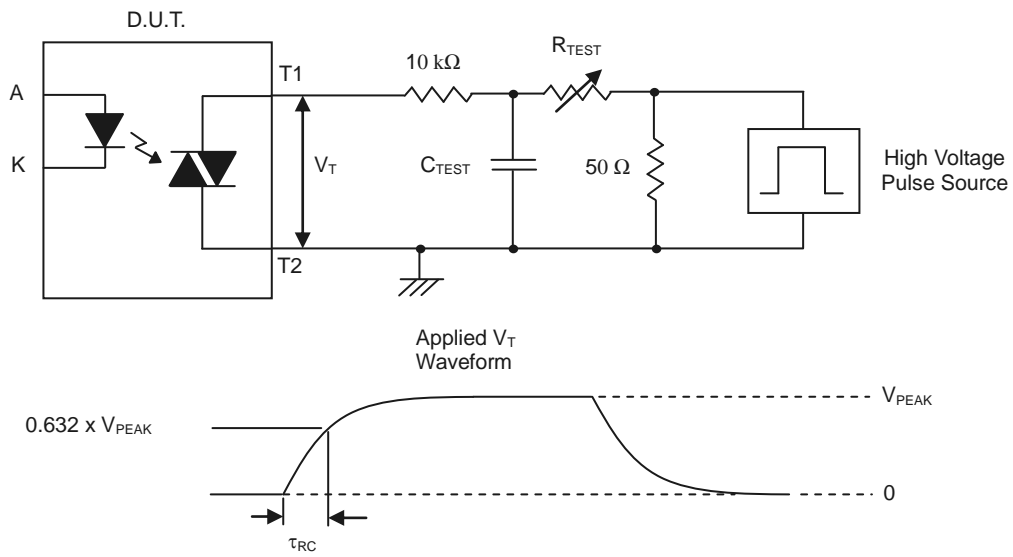 D.U.T.
A
K
T1
T2
V_T
10 kΩ
R_TEST
C_TEST
50 Ω
High Voltage
Pulse Source
Applied V_T
Waveform
V_PEAK
0.632 x V_PEAK
0
τ_RC